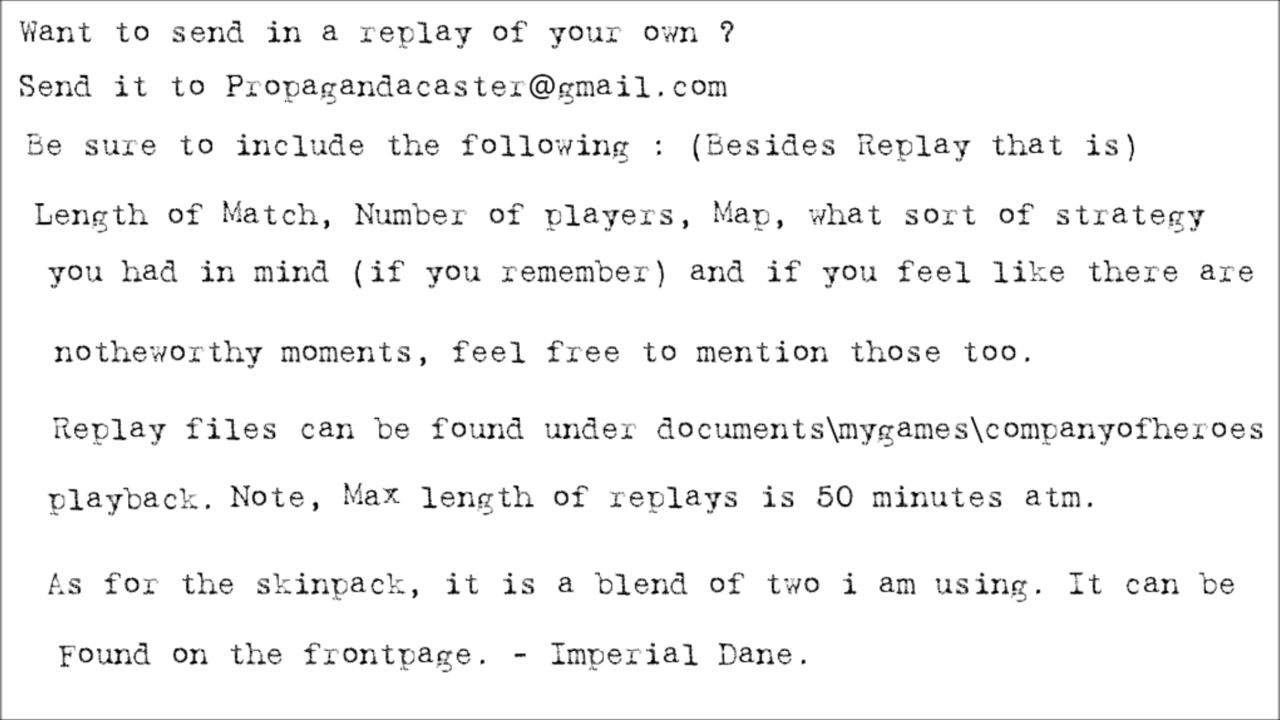 Want to send in a replay of your own ?
Send it to Propagandacaster@gmail.com
Be sure to include the following : (Besides Replay that is)
Length of Match, Number of players, Map, what sort of strategy
you had in mind (if you remember) and if you feel like there are
notheworthy moments, feel free to mention those too.
Replay files can be found under documents\mygames\companyofheroes
playback. Note, Max length of replays is 50 minutes atm.
As for the skinpack, it is a blend of two i am using. It can be
Found on the frontpage. - Imperial Dane.